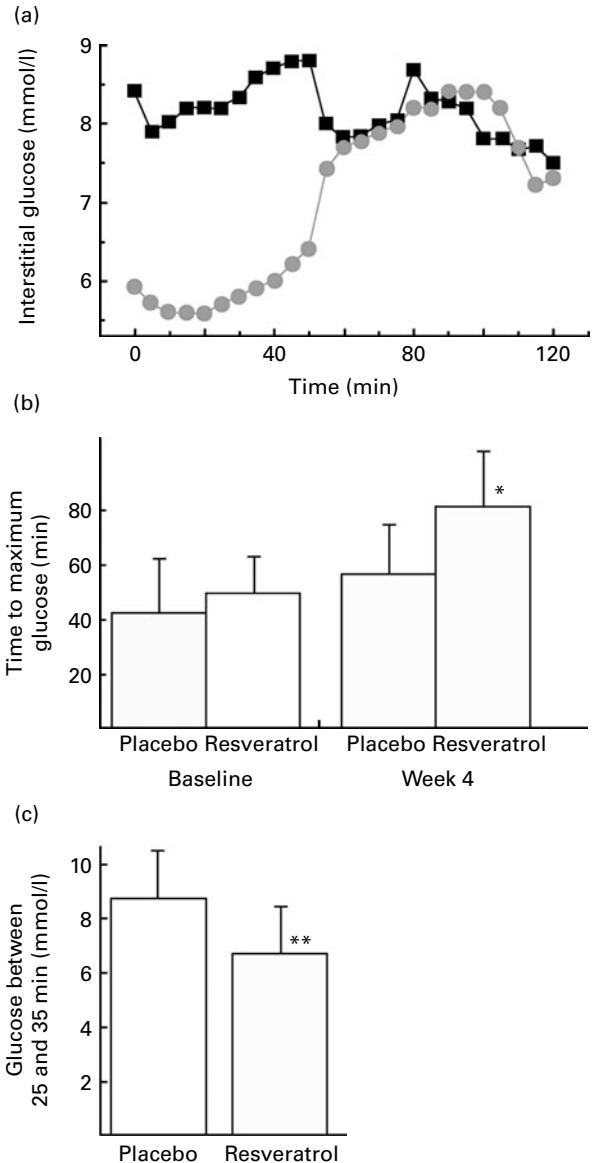 (a)
9
8
7
6
Interstitial glucose (mmol/l)
0 40 80 120
Time (min)
(b)
80
60
40
20
Time to maximum
glucose (min)
*
Placebo Resveratrol Placebo Resveratrol
Baseline Week 4
(c)
10
8
6
4
2
Glucose between
25 and 35 min (mmol/l)
**
Placebo Resveratrol